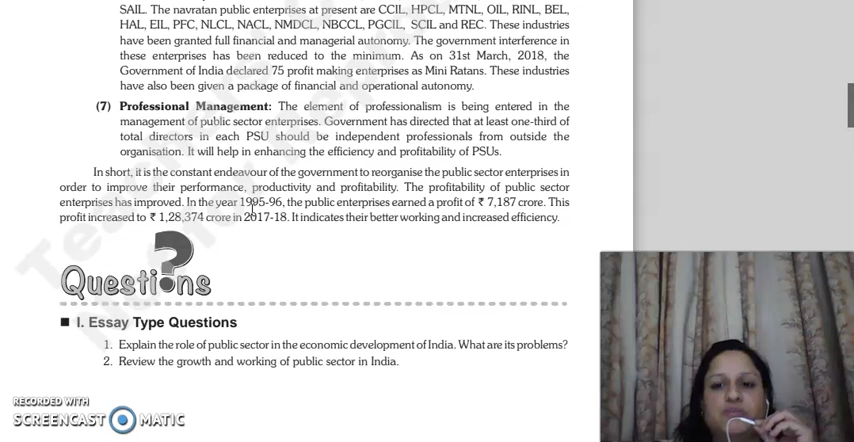 SAIL. The navratan public enterprises at present are CCIL, HPCL, MTNL, OIL, RINL, BEL,
HAL, EIL, PFC, NLCL, NACL, NMDCL, NBCCL, PGCIL, SCIL and REC. These industries
have been granted full financial and managerial autonomy. The government interference in
these enterprises has been reduced to the minimum. As on 31st March, 2018, the
Government of India declared 75 profit making enterprises as Mini Ratans. These industries
have also been given a package of financial and operational autonomy.
(7) Professional Management: The element of professionalism is being entered in the
management of public sector enterprises. Government has directed that at least one-third of
total directors in each PSU should be independent professionals from outside the
organisation. It will help in enhancing the efficiency and profitability of PSUs.
In short, it is the constant endeavour of the government to reorganise the public sector enterprises in
order to improve their performance, productivity and profitability. The profitability of public sector
enterprises has improved. In the year 1995-96, the public enterprises earned a profit of ₹ 7,187 crore. This
profit increased to ₹ 1,28,374 crore in 2017-18. It indicates their better working and increased efficiency.
Questi?ns
■ I. Essay Type Questions
1. Explain the role of public sector in the economic development of India. What are its problems?
2. Review the growth and working of public sector in India.
RECORDED WITH
SCREENCAST MATIC